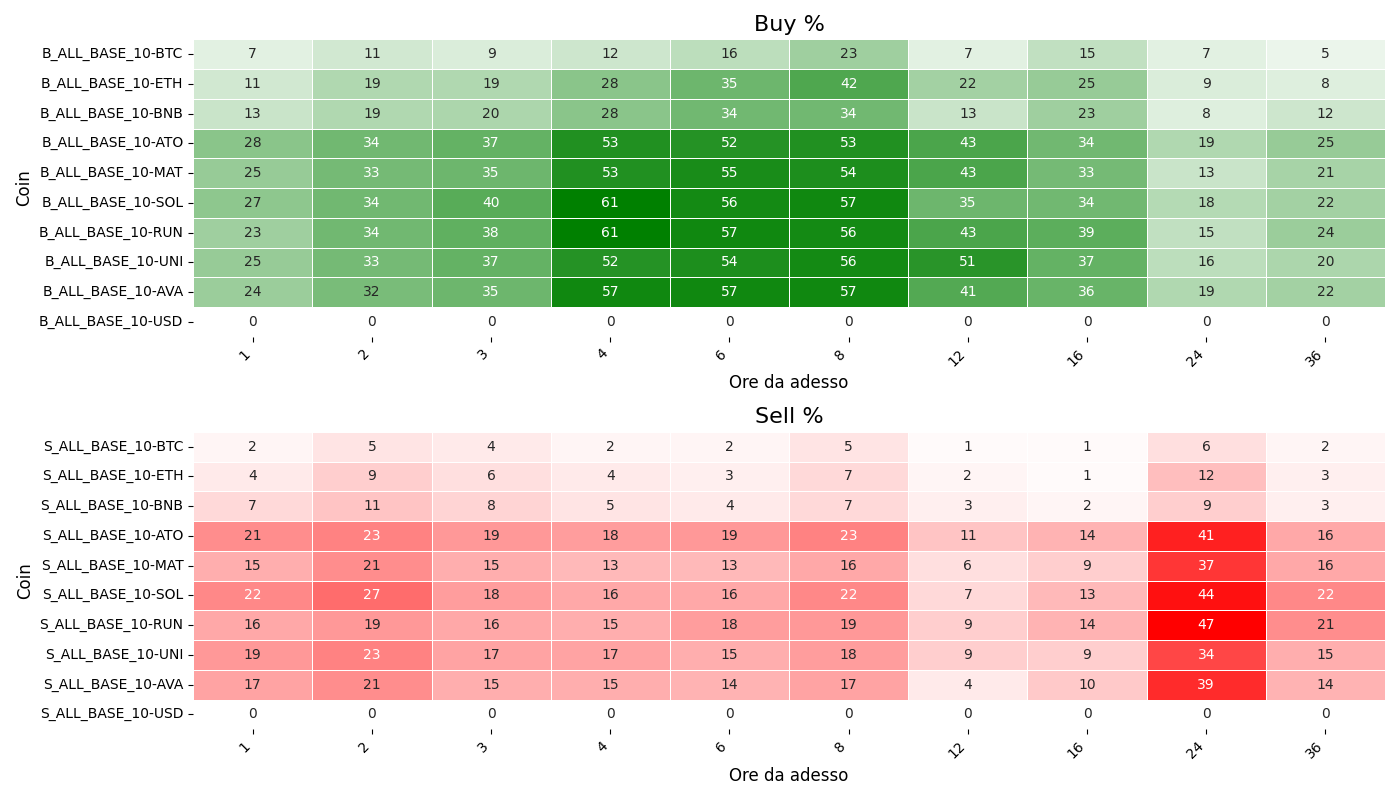 Buy %
Coin
B_ALL_BASE_10-BTC 7 11 9 12 16 23 7 15 7 5
B_ALL_BASE_10-ETH 11 19 19 28 35 42 22 25 9 8
B_ALL_BASE_10-BNB 13 19 20 28 34 34 13 23 8 12
B_ALL_BASE_10-ATO 28 34 37 53 52 53 43 34 19 25
B_ALL_BASE_10-MAT 25 33 35 53 55 54 43 33 13 21
B_ALL_BASE_10-SOL 27 34 40 61 56 57 35 34 18 22
B_ALL_BASE_10-RUN 23 34 38 61 57 56 43 39 15 24
B_ALL_BASE_10-UNI 25 33 37 52 54 56 51 37 16 20
B_ALL_BASE_10-AVA 24 32 35 57 57 57 41 36 19 22
B_ALL_BASE_10-USD 0 0 0 0 0 0 0 0 0 0
1 2 3 4 6 8 12 16 24 36
Ore da adesso
Sell %
Coin
S_ALL_BASE_10-BTC 2 5 4 2 2 5 1 1 6 2
S_ALL_BASE_10-ETH 4 9 6 4 3 7 2 1 12 3
S_ALL_BASE_10-BNB 7 11 8 5 4 7 3 2 9 3
S_ALL_BASE_10-ATO 21 23 19 18 19 23 11 14 41 16
S_ALL_BASE_10-MAT 15 21 15 13 13 16 6 9 37 16
S_ALL_BASE_10-SOL 22 27 18 16 16 22 7 13 44 22
S_ALL_BASE_10-RUN 16 19 16 15 18 19 9 14 47 21
S_ALL_BASE_10-UNI 19 23 17 17 15 18 9 9 34 15
S_ALL_BASE_10-AVA 17 21 15 15 14 17 4 10 39 14
S_ALL_BASE_10-USD 0 0 0 0 0 0 0 0 0 0
1 2 3 4 6 8 12 16 24 36
Ore da adesso